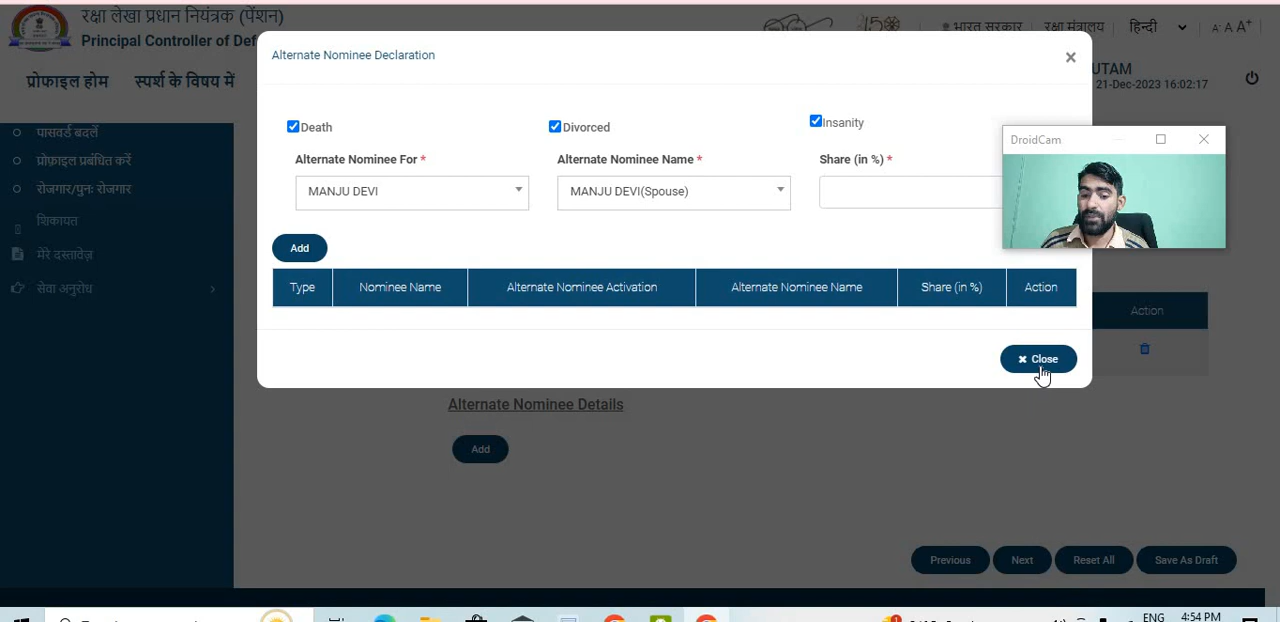 रक्षा लेखा प्रधान नियंत्रक (पेंशन)
Principal Controller of Def
भारत सरकार
रक्षा मंत्रालय
हिन्दी
A- A A+
प्रोफाइल होम
स्पर्श के विषय में
UTAM
21-Dec-2023 16:02:17
पासवर्ड बदलें
प्रोफ़ाइल प्रबंधित करें
रोजगार/पुनः रोजगार
शिकायत
मेरे दस्तावेज़
सेवा अनुरोध
Alternate Nominee Declaration
×
Death
Divorced
Insanity
Alternate Nominee For *
Alternate Nominee Name *
Share (in %) *
MANJU DEVI
MANJU DEVI(Spouse)
DroidCam
Add
Type
Nominee Name
Alternate Nominee Activation
Alternate Nominee Name
Share (in %)
Action
Action
Close
Alternate Nominee Details
Add
Previous
Next
Reset All
Save As Draft
ENG
4:54 PM